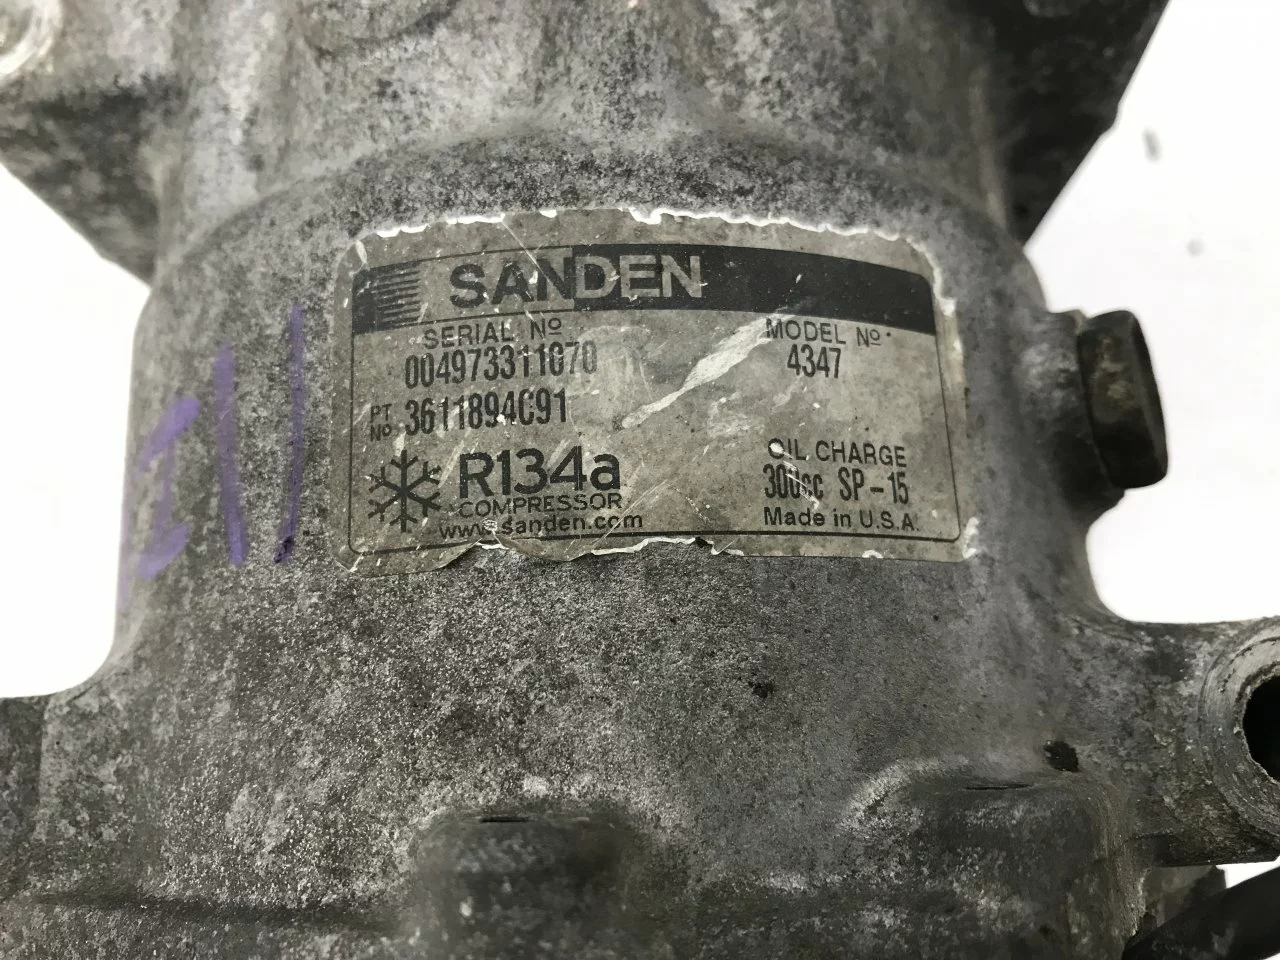 SANDEN
SERIAL Nº
MODEL Nº
004973311070
4347
PT. NO. 3611894C91
R134a
COMPRESSOR
www.sanden.com
OIL CHARGE
300cc SP-15
Made in U.S.A.